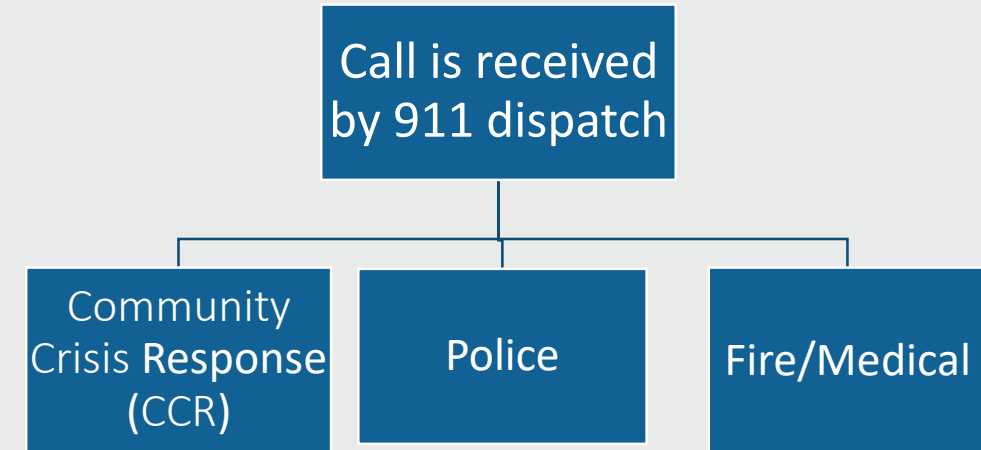 Call is received
by 911 dispatch
Community
Crisis Response
(CCR)
Police
Fire/Medical